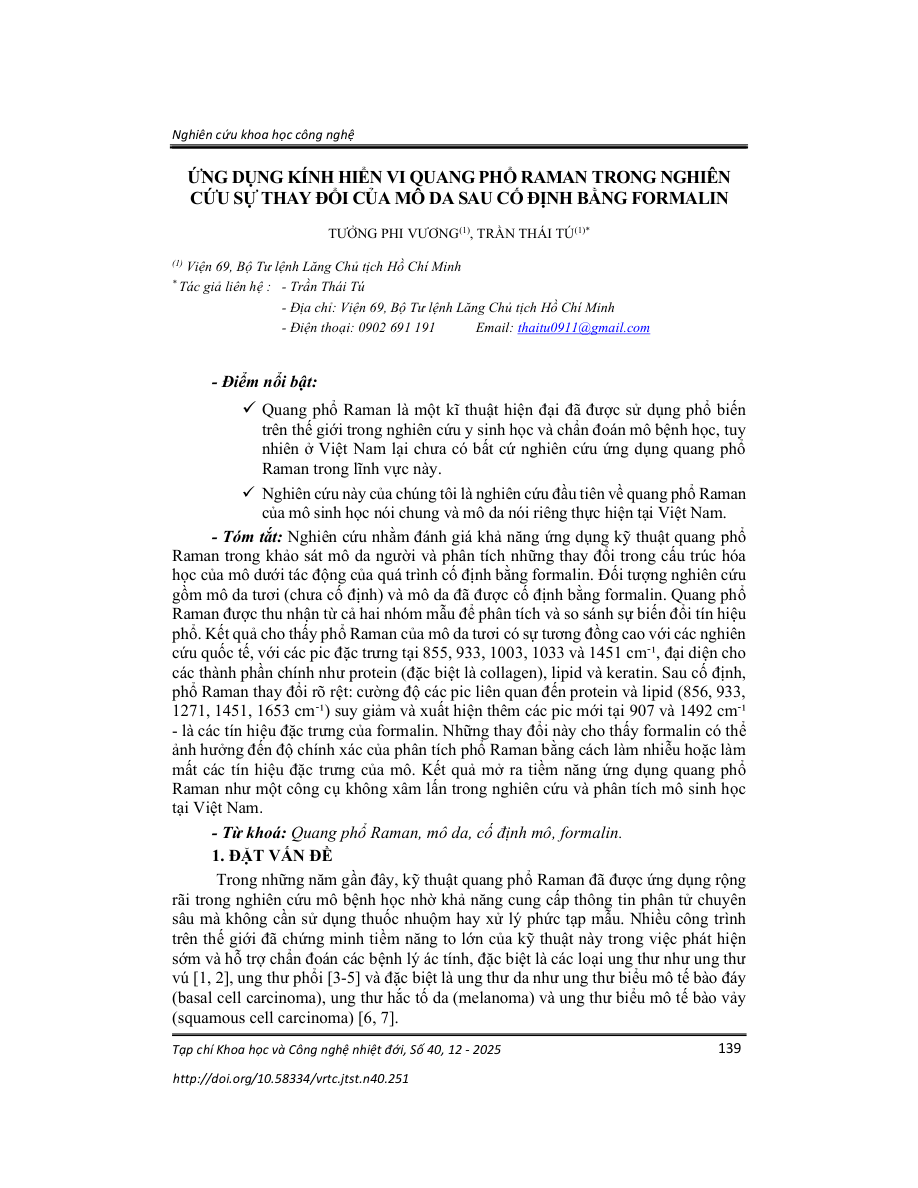 Nghiên cứu khoa học công nghệ
ỨNG DỤNG KÍNH HIỂN VI QUANG PHỔ RAMAN TRONG NGHIÊN
CỨU SỰ THAY ĐỔI CỦA MÔ DA SAU CỐ ĐỊNH BẰNG FORMALIN
TƯỞNG PHI VƯƠNG(1), TRẦN THÁI TÚ(1)*
(1) Viện 69, Bộ Tư lệnh Lăng Chủ tịch Hồ Chí Minh
* Tác giả liên hệ : - Trần Thái Tú
- Địa chỉ: Viện 69, Bộ Tư lệnh Lăng Chủ tịch Hồ Chí Minh
- Điện thoại: 0902 691 191 Email: thaitu0911@gmail.com
- Điểm nổi bật:
✓ Quang phổ Raman là một kĩ thuật hiện đại đã được sử dụng phổ biến
trên thế giới trong nghiên cứu y sinh học và chẩn đoán mô bệnh học, tuy
nhiên ở Việt Nam lại chưa có bất cứ nghiên cứu ứng dụng quang phổ
Raman trong lĩnh vực này.
✓ Nghiên cứu này của chúng tôi là nghiên cứu đầu tiên về quang phổ Raman
của mô sinh học nói chung và mô da nói riêng thực hiện tại Việt Nam.
- Tóm tắt: Nghiên cứu nhằm đánh giá khả năng ứng dụng kỹ thuật quang phổ
Raman trong khảo sát mô da người và phân tích những thay đổi trong cấu trúc hóa
học của mô dưới tác động của quá trình cố định bằng formalin. Đối tượng nghiên cứu
gồm mô da tươi (chưa cố định) và mô da đã được cố định bằng formalin. Quang phổ
Raman được thu nhận từ cả hai nhóm mẫu để phân tích và so sánh sự biến đổi tín hiệu
phổ. Kết quả cho thấy phổ Raman của mô da tươi có sự tương đồng cao với các nghiên
cứu quốc tế, với các pic đặc trưng tại 855, 933, 1003, 1033 và 1451 cm⁻¹, đại diện cho
các thành phần chính như protein (đặc biệt là collagen), lipid và keratin. Sau cố định,
phổ Raman thay đổi rõ rệt: cường độ các pic liên quan đến protein và lipid (856, 933,
1271, 1451, 1653 cm⁻¹) suy giảm và xuất hiện thêm các pic mới tại 907 và 1492 cm⁻¹
- là các tín hiệu đặc trưng của formalin. Những thay đổi này cho thấy formalin có thể
ảnh hưởng đến độ chính xác của phân tích phổ Raman bằng cách làm nhiễu hoặc làm
mất các tín hiệu đặc trưng của mô. Kết quả mở ra tiềm năng ứng dụng quang phổ
Raman như một công cụ không xâm lấn trong nghiên cứu và phân tích mô sinh học
tại Việt Nam.
- Từ khoá: Quang phổ Raman, mô da, cố định mô, formalin.
1. ĐẶT VẤN ĐỀ
Trong những năm gần đây, kỹ thuật quang phổ Raman đã được ứng dụng rộng
rãi trong nghiên cứu mô bệnh học nhờ khả năng cung cấp thông tin phân tử chuyên
sâu mà không cần sử dụng thuốc nhuộm hay xử lý phức tạp mẫu. Nhiều công trình
trên thế giới đã chứng minh tiềm năng to lớn của kỹ thuật này trong việc phát hiện
sớm và hỗ trợ chẩn đoán các bệnh lý ác tính, đặc biệt là các loại ung thư như ung thư
vú [1, 2], ung thư phổi [3-5] và đặc biệt là ung thư da như ung thư biểu mô tế bào đáy
(basal cell carcinoma), ung thư hắc tố da (melanoma) và ung thư biểu mô tế bào vảy
(squamous cell carcinoma) [6, 7].
Tạp chí Khoa học và Công nghệ nhiệt đới, Số 40, 12 - 2025 139
http://doi.org/10.58334/vrtc.jtst.n40.251